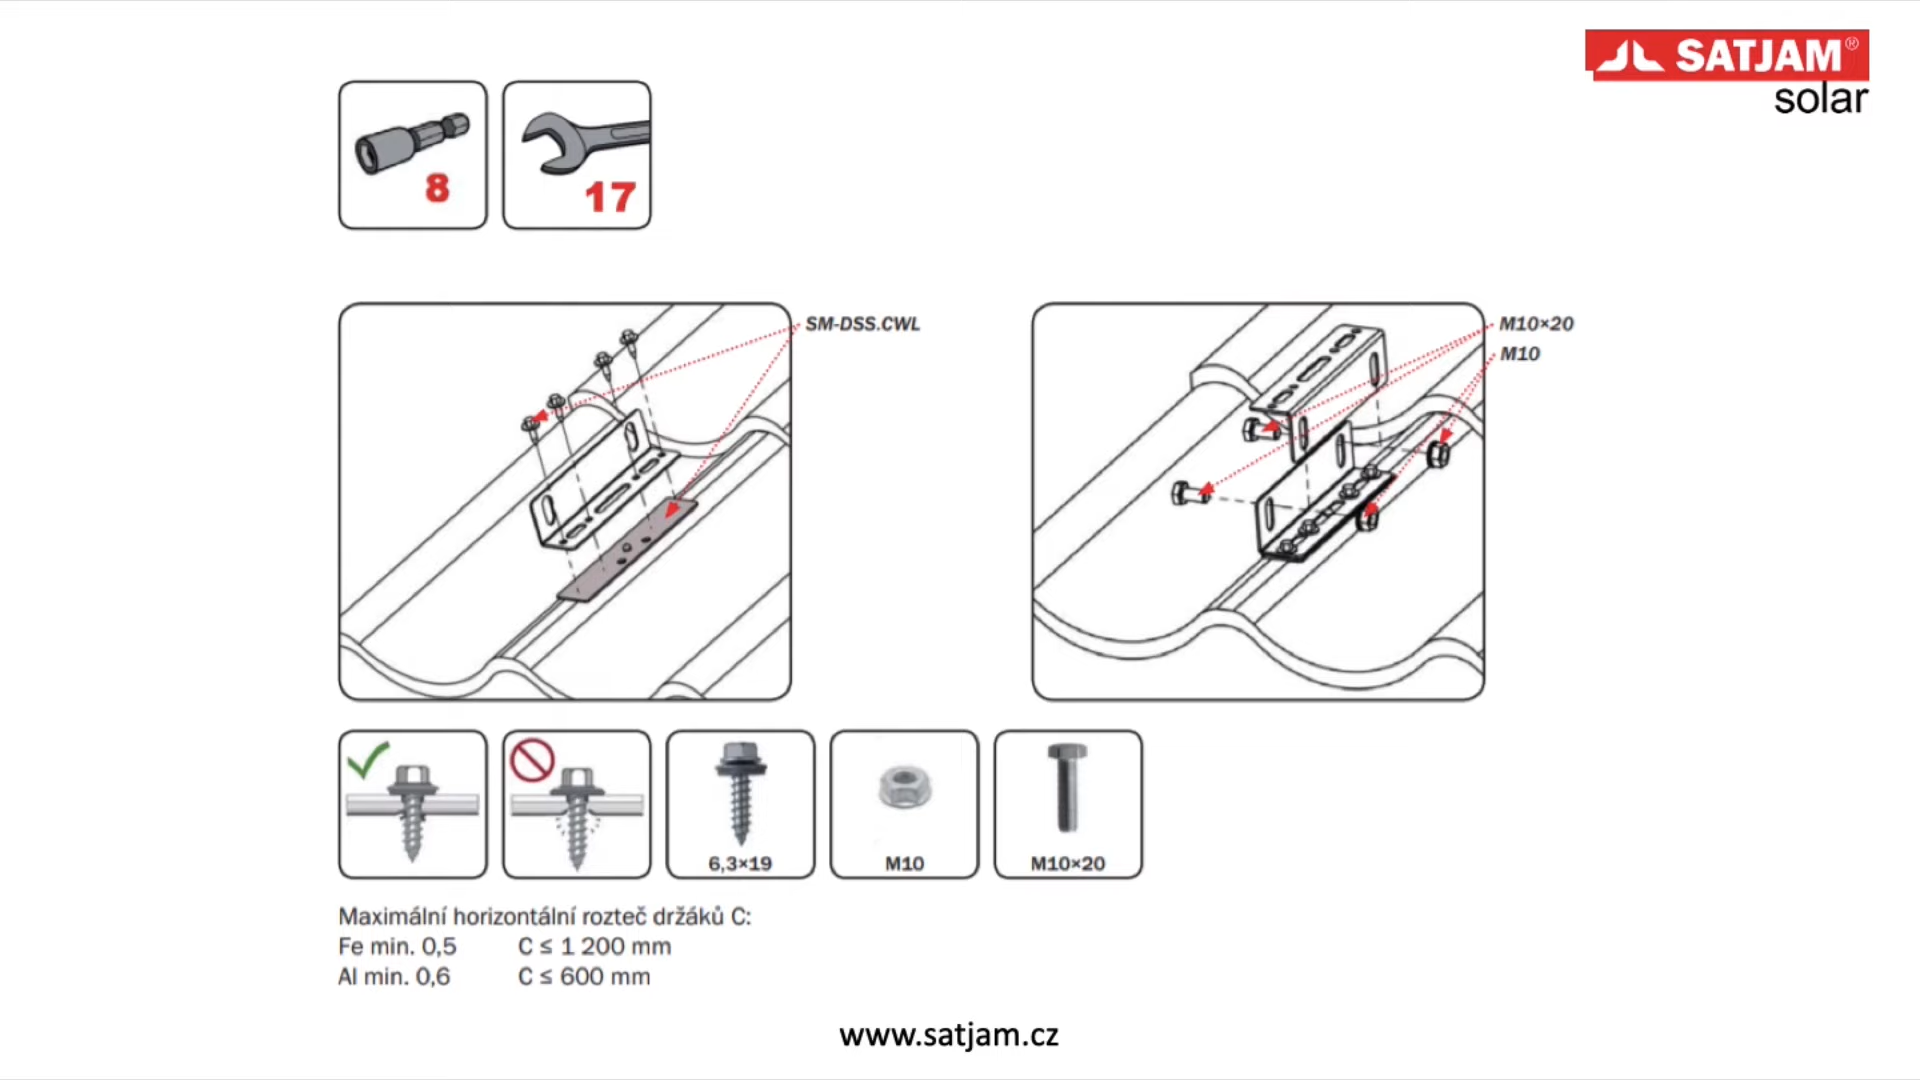 SATJAM®
solar
8
17
SM-DSS.CWL
M10×20
M10
6,3×19
M10
M10×20
Maximální horizontální rozteč držáků C:
Fe min. 0,5 C ≤ 1 200 mm
Al min. 0,6 C ≤ 600 mm
www.satjam.cz